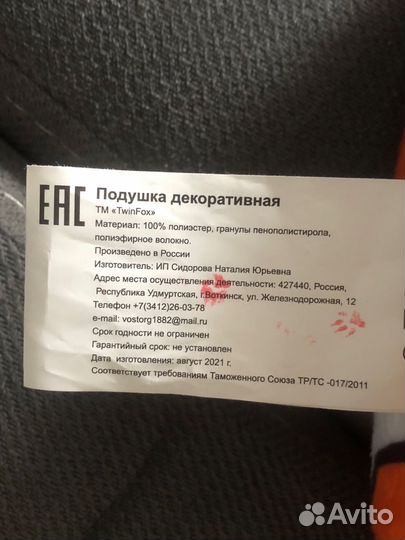 EAC
Подушка декоративная
ТМ «TwinFox»
Материал: 100% полиэстер, гранулы пенополистирола,
полиэфирное волокно.
Произведено в России
Изготовитель: ИП Сидорова Наталия Юрьевна
Адрес места осуществления деятельности: 427440, Россия,
Республика Удмуртская, г.Воткинск, ул. Железнодорожная, 12
Телефон +7(3412)26-03-78
e-mail: vostorg1882@mail.ru
Срок годности не ограничен
Гарантийный срок: не установлен
Дата изготовления: август 2021 г.
Соответствует требованиям Таможенного Союза ТР/ТС -017/2011
Avito